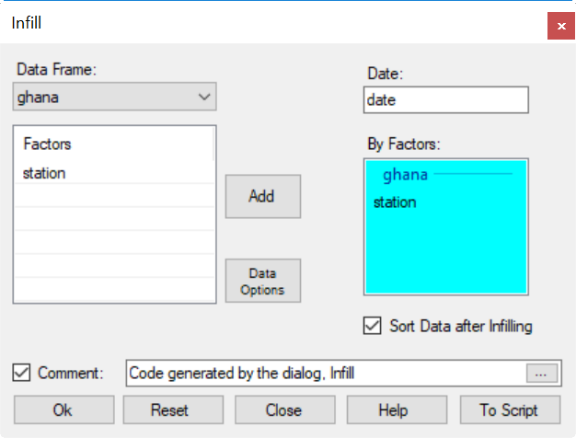 Infill
x
Data Frame:
ghana
Factors
station
Add
Data
Options
Date:
date
By Factors:
ghana
station
Sort Data after Infilling
Comment:
Code generated by the dialog, Infill
...
Ok
Reset
Close
Help
To Script